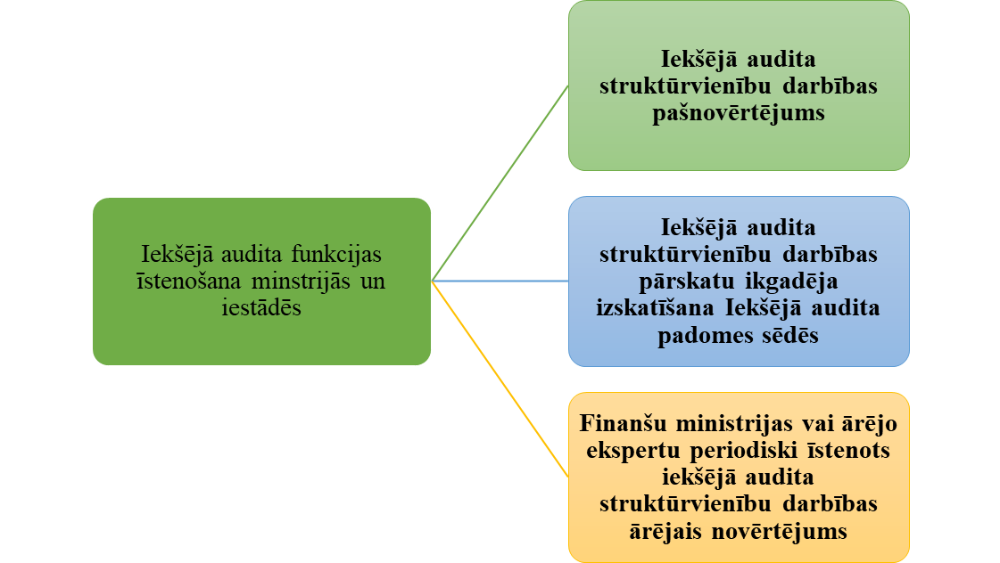 Iekšējā audita funkcijas
īstenošana minstrijās un
iestādēs
Iekšējā audita
struktūrvienību darbības
pašnovērtējums
Iekšējā audita
struktūrvienību darbības
pārskatu ikgadēja
izskatīšana Iekšējā audita
padomes sēdēs
Finanšu ministrijas vai ārējo
ekspertu periodiski īstenots
iekšējā audita
struktūrvienību darbības
ārējais novērtējums